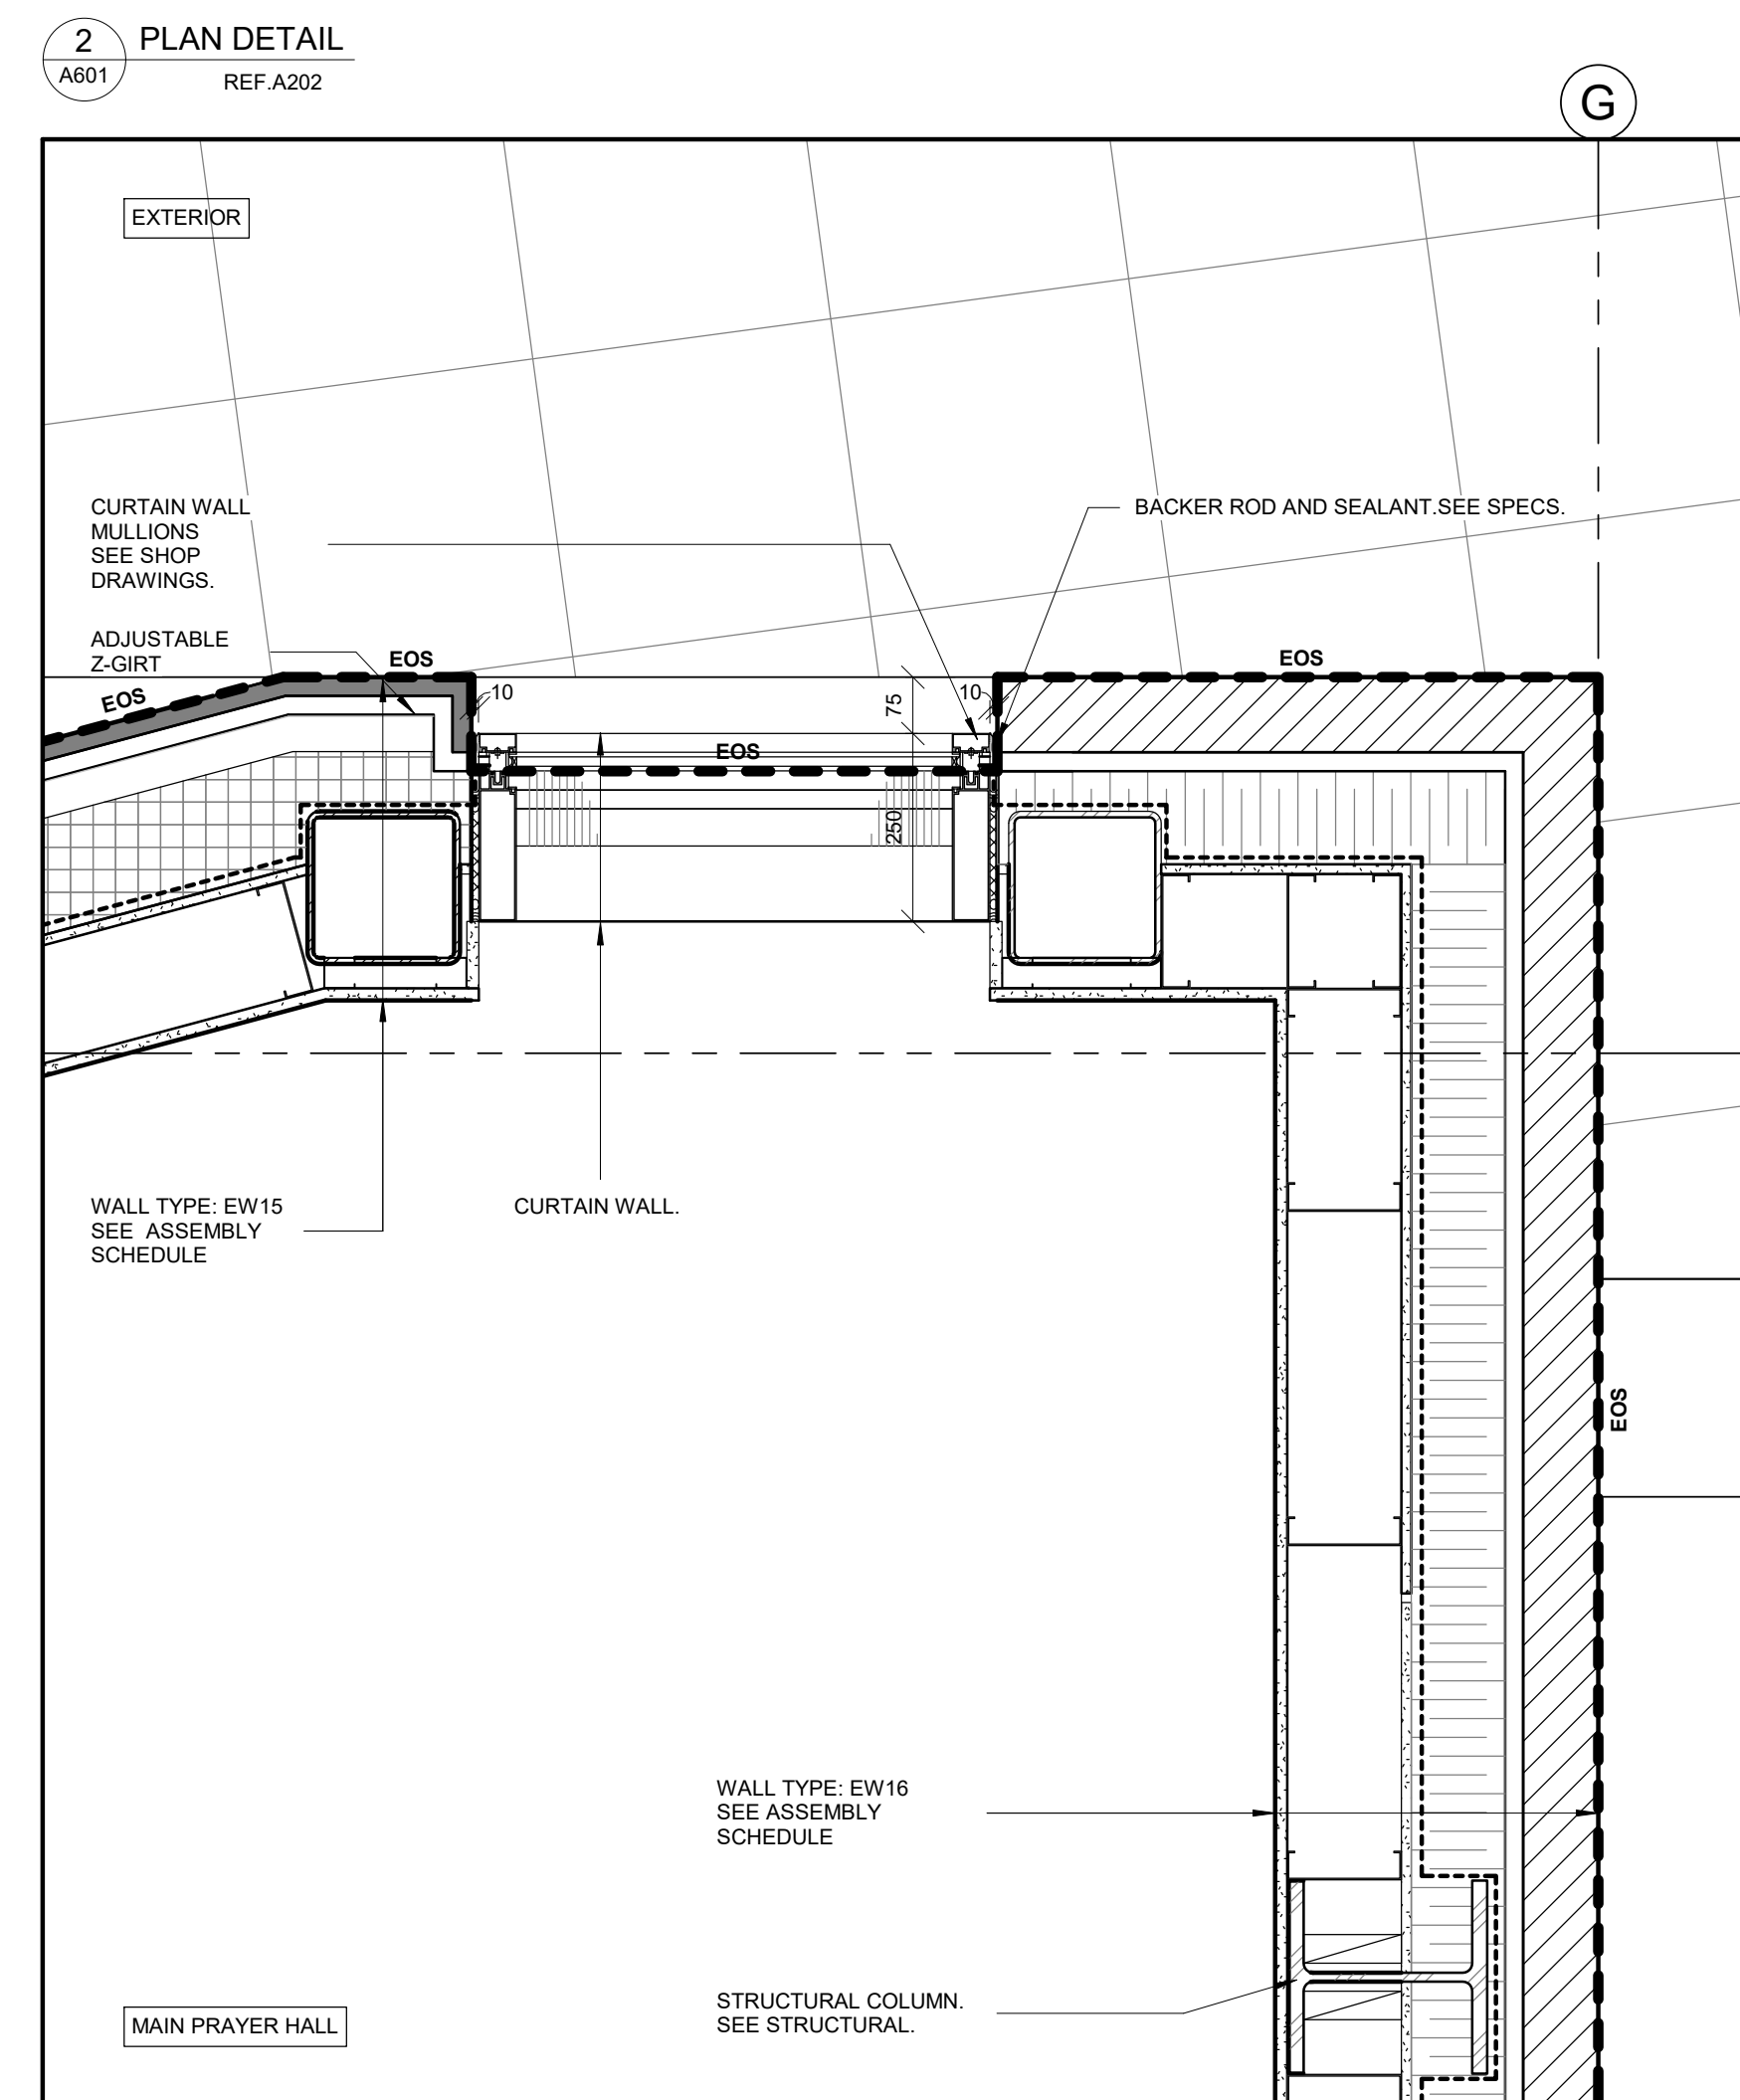 2
A601
PLAN DETAIL
REF.A202
G
EXTERIOR
CURTAIN WALL
MULLIONS
SEE SHOP
DRAWINGS.
BACKER ROD AND SEALANT.SEE SPECS.
ADJUSTABLE
Z-GIRT
EOS
EOS
EOS
10
75
10
EOS
250
WALL TYPE: EW15
SEE  ASSEMBLY
SCHEDULE
CURTAIN WALL.
EOS
WALL TYPE: EW16
SEE ASSEMBLY
SCHEDULE
STRUCTURAL COLUMN.
SEE STRUCTURAL.
MAIN PRAYER HALL